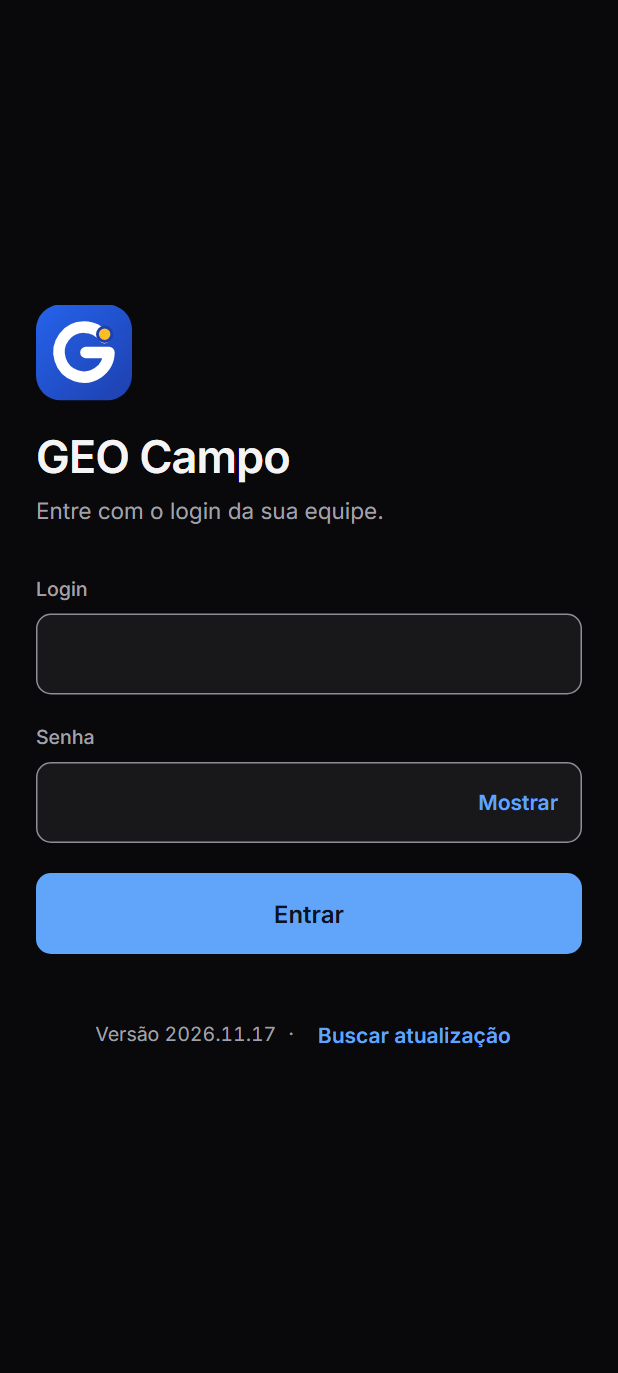 GEO Campo
Entre com o login da sua equipe.
Login
Senha
Mostrar
Entrar
Versão 2026.11.17 · Buscar atualização